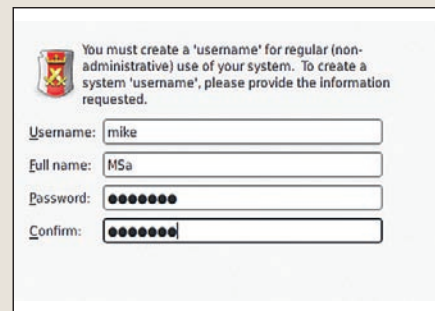 You must create a 'username' for regular (non-
administrative) use of your system. To create a
system 'username', please provide the information
requested.
Username: mike
Full name: MSa
Password: ●●●●●●●
Confirm: ●●●●●●●